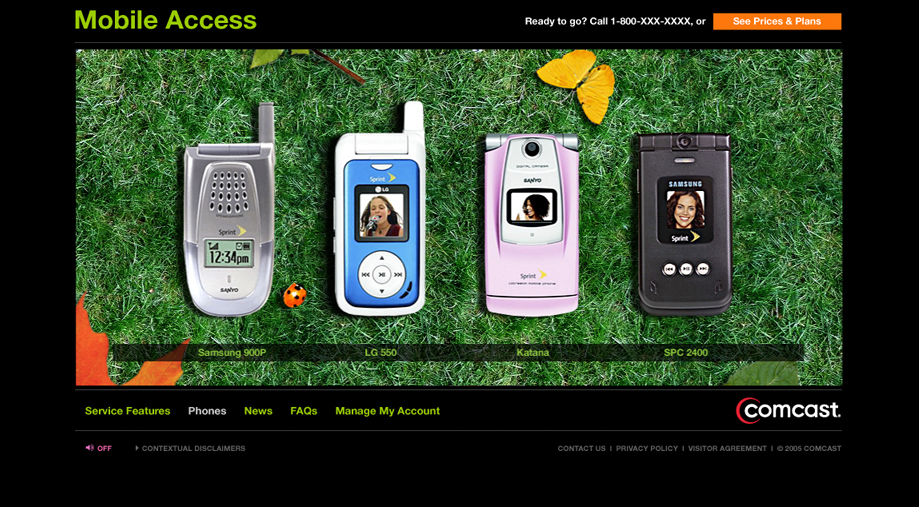 Mobile Access
Ready to go? Call 1-800-XXX-XXXX, or
See Prices & Plans
Sprint
12:34pm
SANYO
Sprint
LG
DIGITAL CAMERA
SANYO
Sprint
SAMSUNG
Sprint
Samsung 900P
LG 550
Katana
SPC 2400
Service Features
Phones
News
FAQs
Manage My Account
comcast.
OFF
CONTEXTUAL DISCLAIMERS
CONTACT US | PRIVACY POLICY | VISITOR AGREEMENT | © 2005 COMCAST